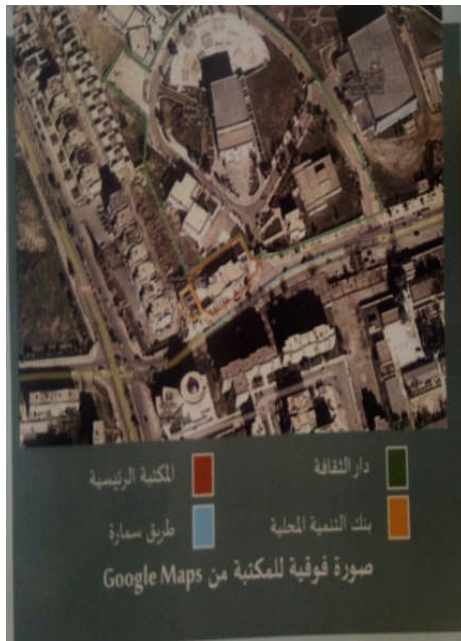 دار الثقافة
المكتبة الرئيسية
بنك التنمية المحلية
طريق سمارة
صورة فوقية للمكتبة من Google Maps